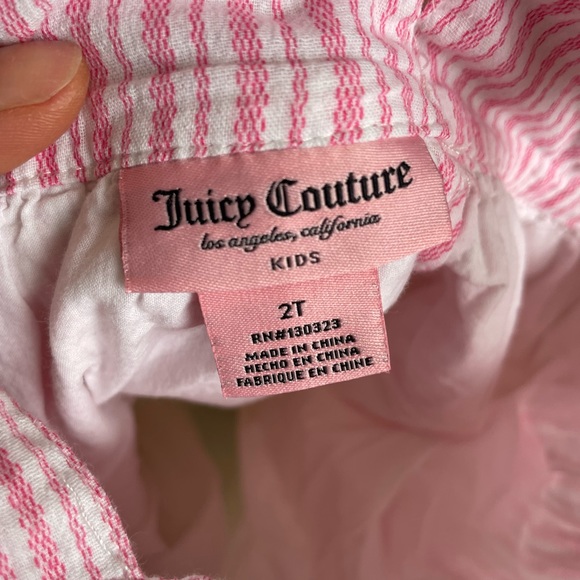 Juicy Couture
los angeles, california
KIDS
2T
RN#130323
MADE IN CHINA
HECHO EN CHINA
FABRIQUE EN CHINE